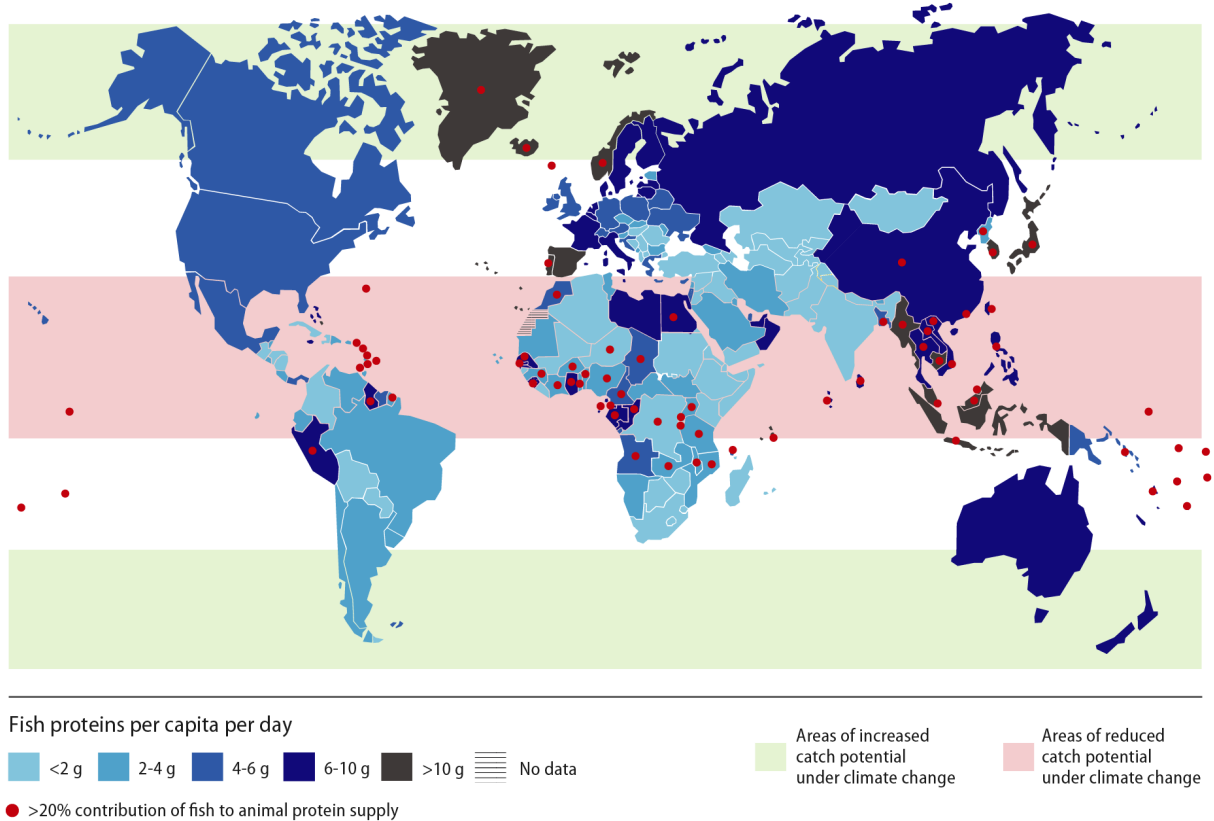 Fish proteins per capita per day
<2 g
2-4 g
4-6 g
6-10 g
>10 g
No data
>20% contribution of fish to animal protein supply
Areas of increased
catch potential
under climate change
Areas of reduced
catch potential
under climate change